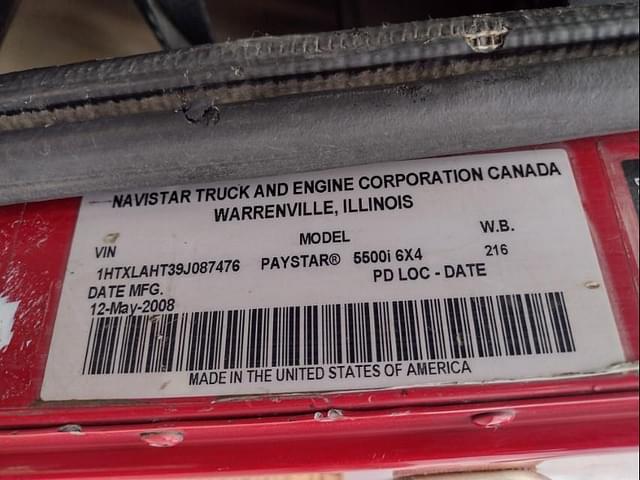 NAVISTAR TRUCK AND ENGINE CORPORATION CANADA
WARRENVILLE, ILLINOIS
VIN MODEL W.B.
1HTXLAHT39J087476 PAYSTAR® 5500i 6X4 216
DATE MFG. PD LOC - DATE
12-May-2008
MADE IN THE UNITED STATES OF AMERICA